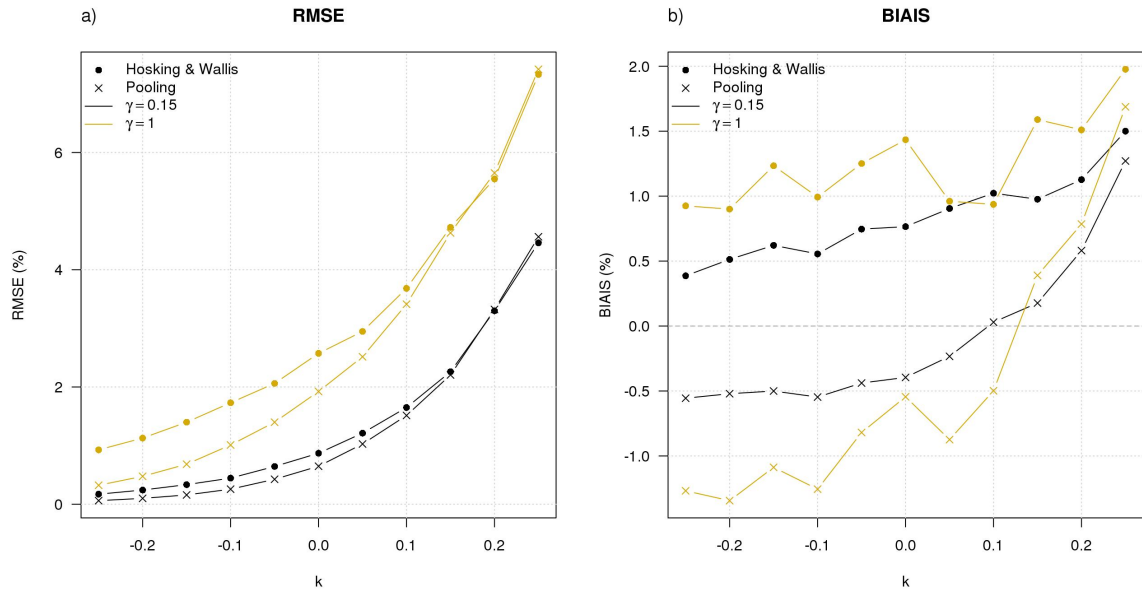 a) RMSE
Hosking & Wallis
Pooling
γ = 0.15
γ = 1
RMSE (%)
6
4
2
0
-0.2 -0.1 0.0 0.1 0.2
k
b) BIAIS
Hosking & Wallis
Pooling
γ = 0.15
γ = 1
BIAIS (%)
2.0
1.5
1.0
0.5
0.0
-0.5
-1.0
-0.2 -0.1 0.0 0.1 0.2
k